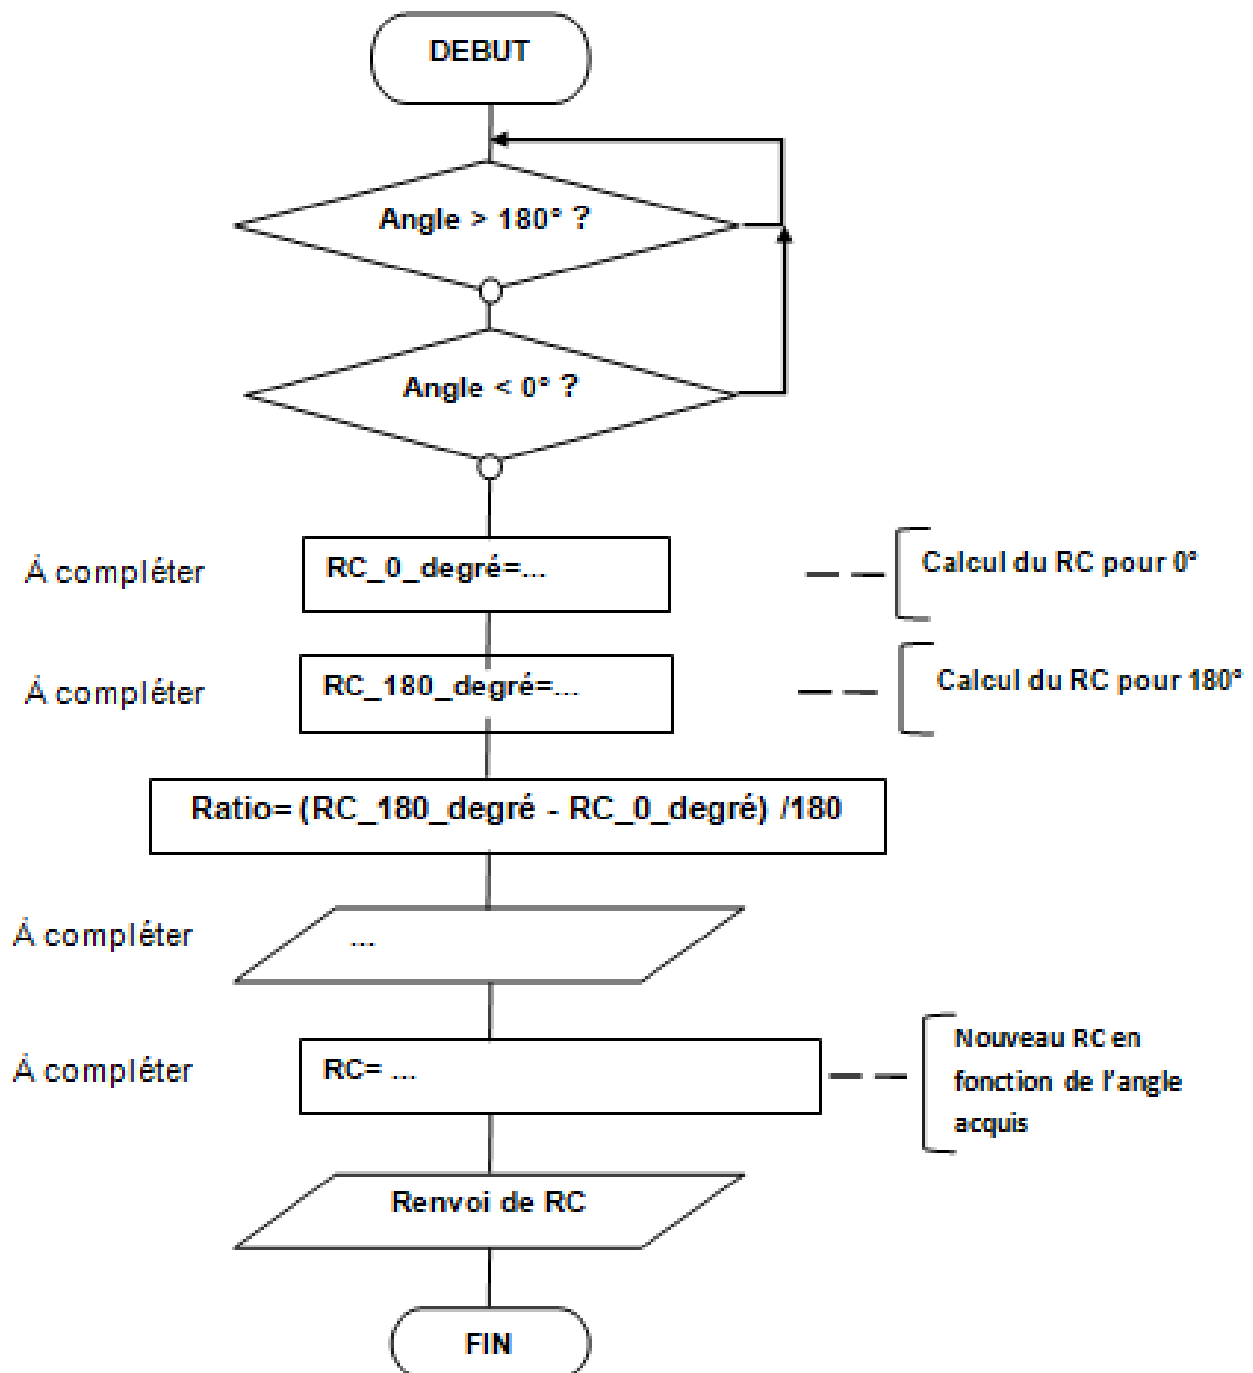 DEBUT
Angle > 180° ?
Angle < 0° ?
À compléter
RC_0_degré=...
Calcul du RC pour 0°
À compléter
RC_180_degré=...
Calcul du RC pour 180°
Ratio= (RC_180_degré - RC_0_degré) /180
À compléter
...
À compléter
RC= ...
Nouveau RC en
fonction de l'angle
acquis
Renvoi de RC
FIN